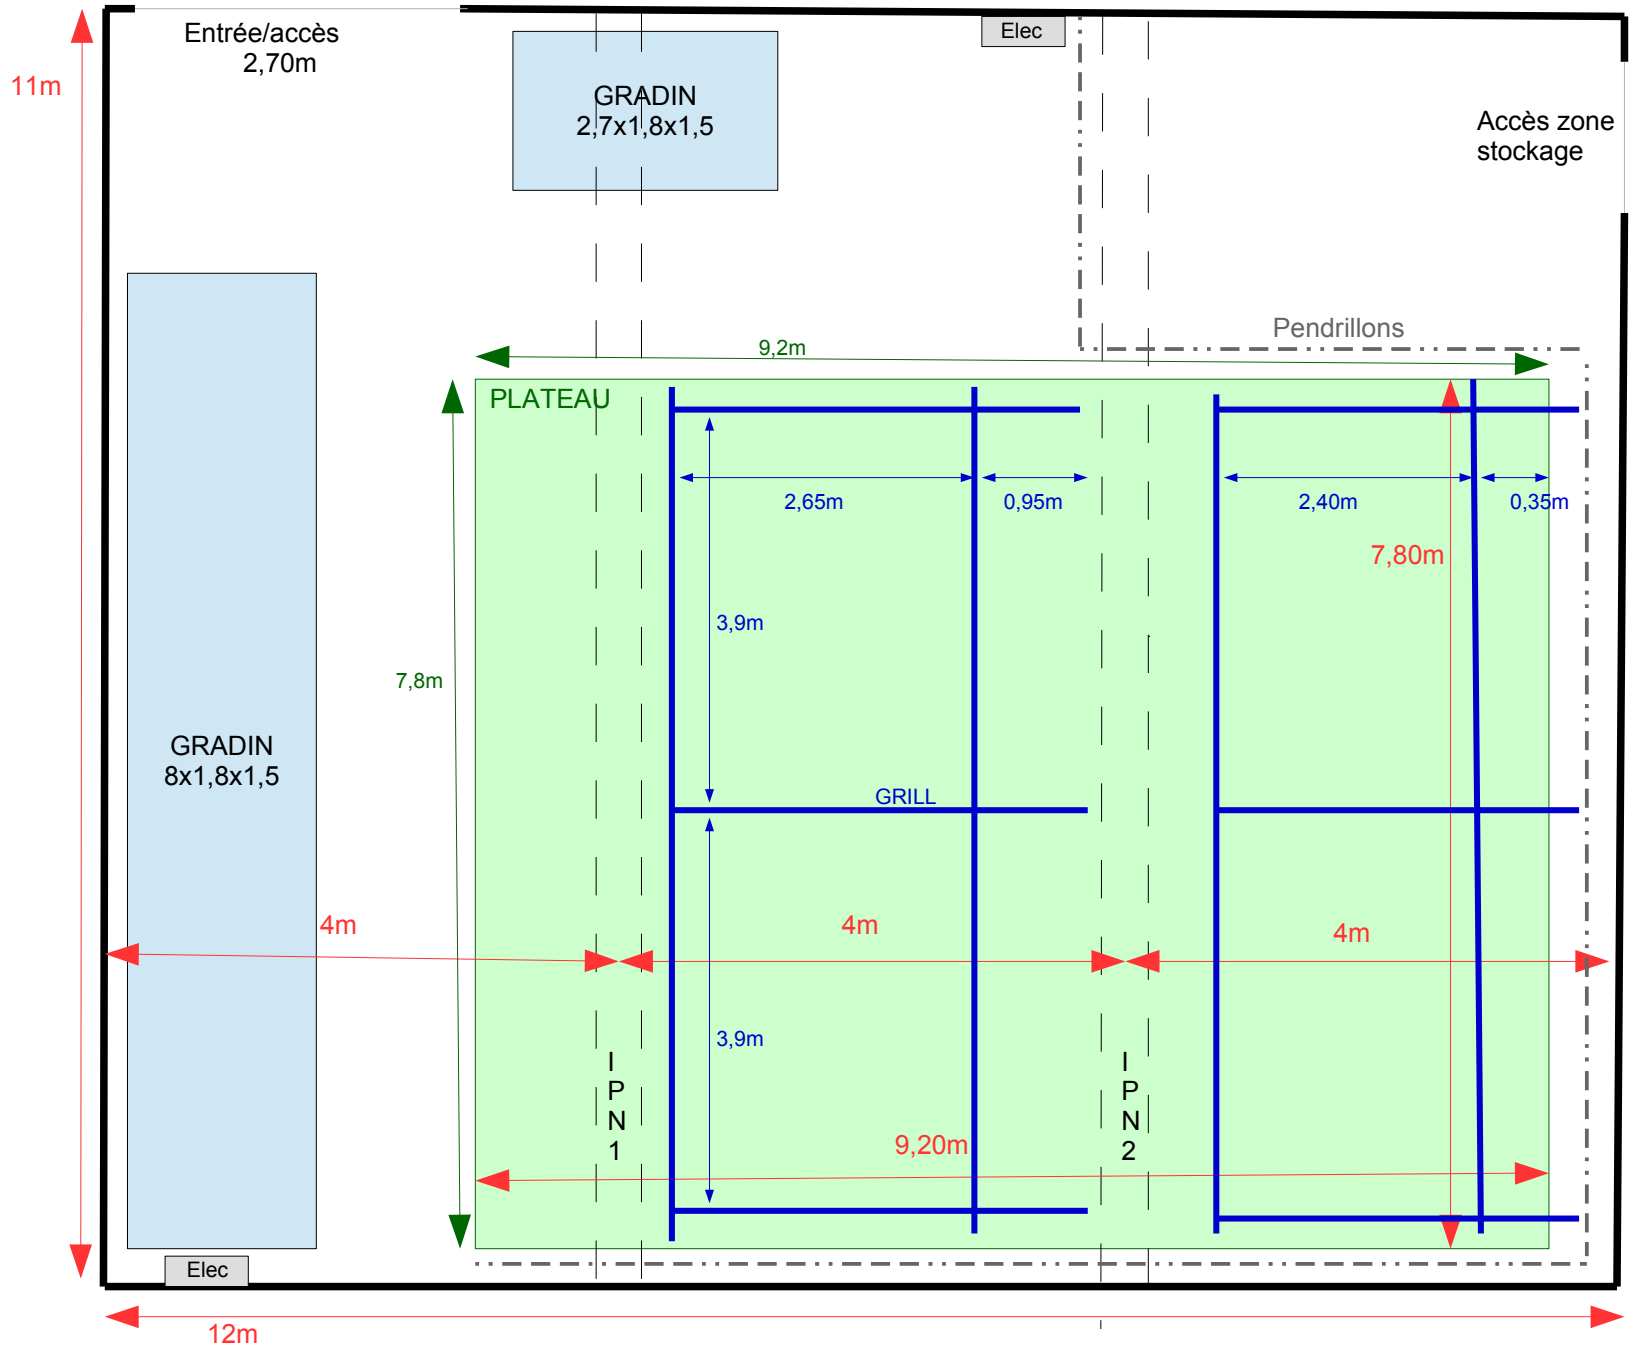 Entrée/accès
2,70m
Elec
11m
GRADIN
2,7x1,8x1,5
Accès zone
stockage
Pendrillons
9,2m
PLATEAU
2,65m
0,95m
2,40m
0,35m
7,80m
3,9m
7,8m
GRADIN
8x1,8x1,5
GRILL
4m
4m
4m
3,9m
I
P
N
1
I
P
N
2
9,20m
Elec
12m